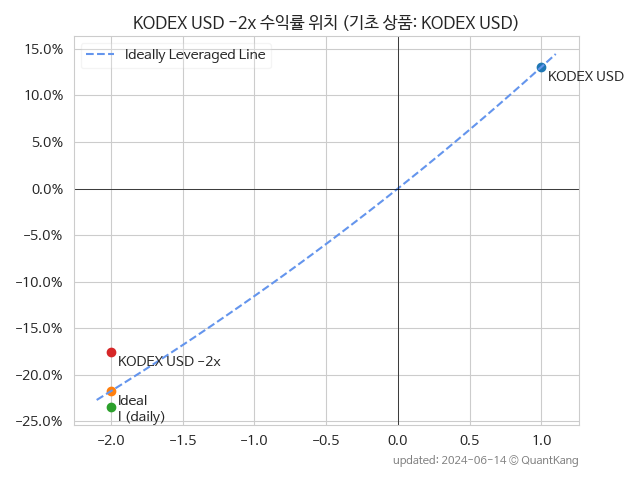 KODEX USD -2x 수익률 위치 (기초 상품: KODEX USD)
15.0%
Ideally Leveraged Line
KODEX USD
10.0%
5.0%
0.0%
-5.0%
-10.0%
-15.0%
KODEX USD -2x
-20.0%
Ideal
I (daily)
-25.0%
-2.0 -1.5 -1.0 -0.5 0.0 0.5 1.0
updated: 2024-06-14 © QuantKang